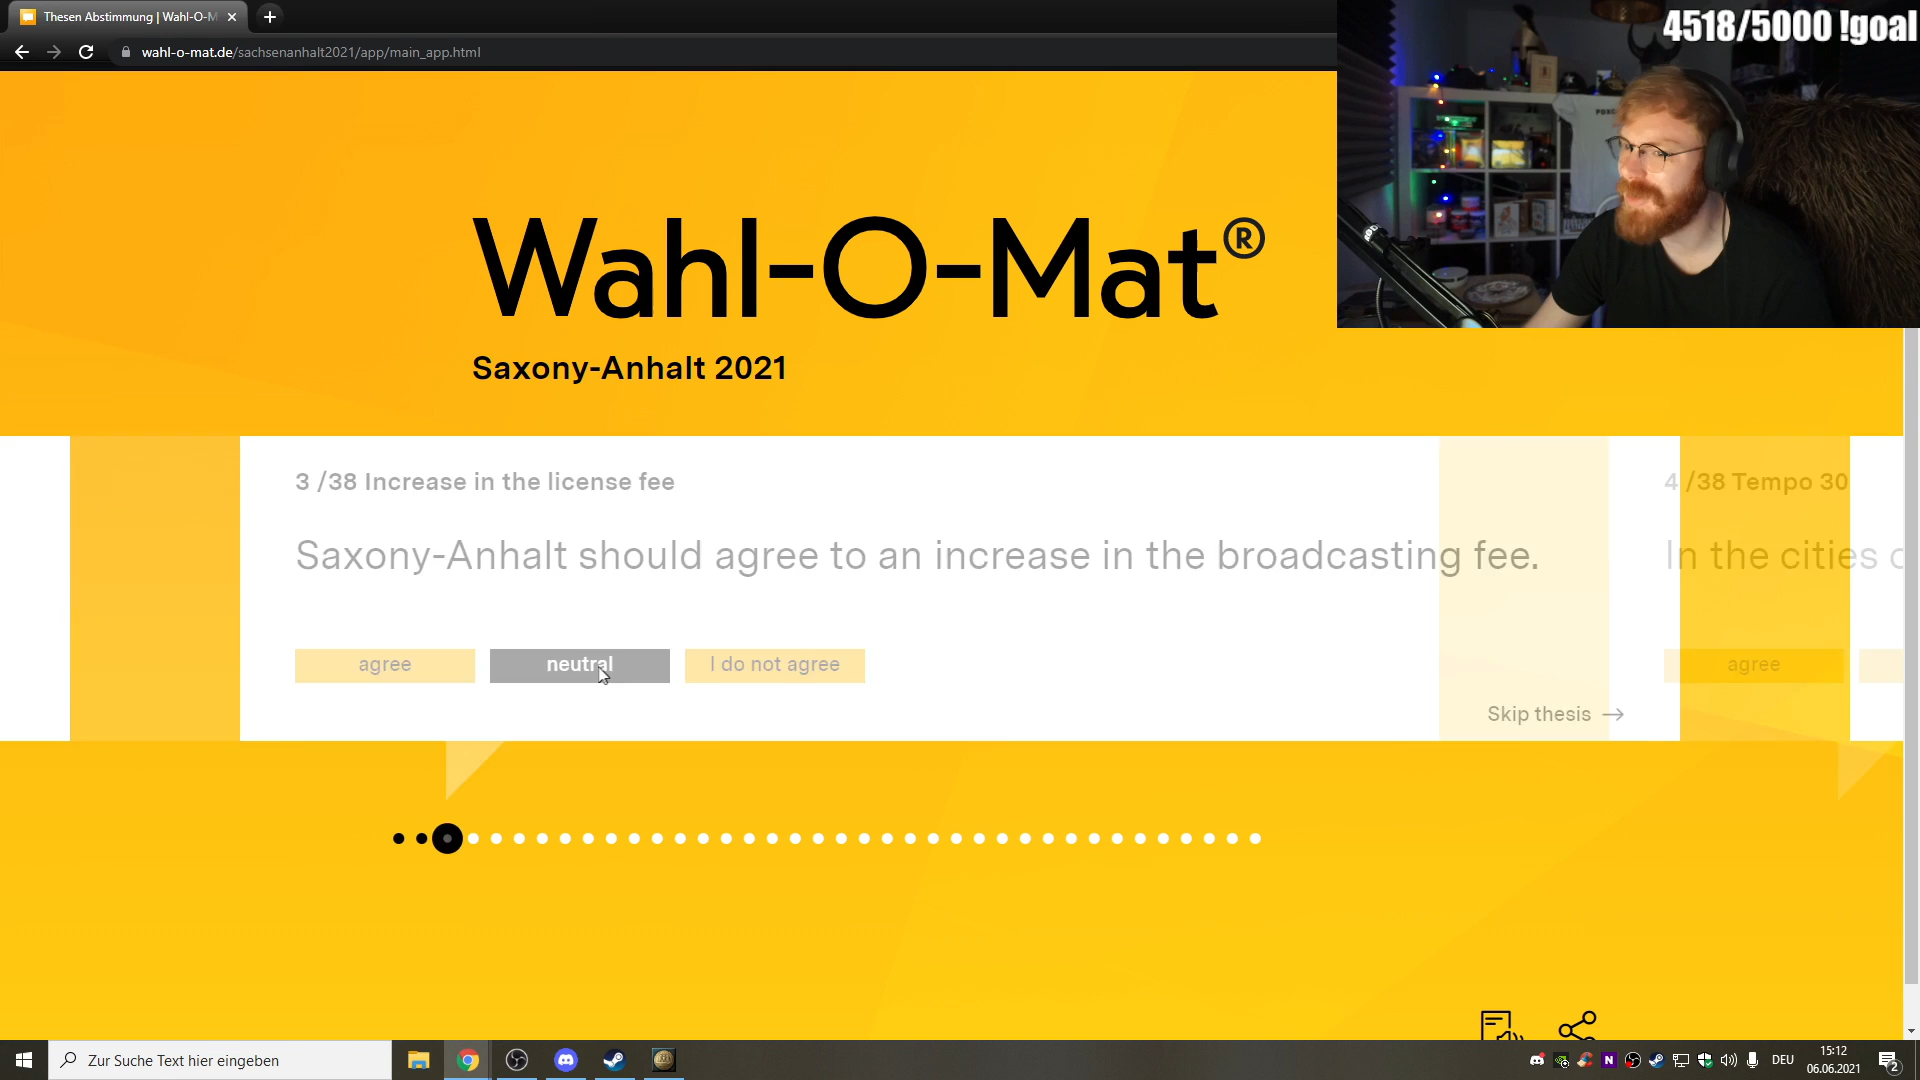 Thesen Abstimmung | Wahl-O-M
4518/5000 !goal
wahl-o-mat.de/sachsenanhalt2021/app/main_app.html
Wahl-O-Mat®
Saxony-Anhalt 2021
3 /38 Increase in the license fee
4 /38 Tempo 30
Saxony-Anhalt should agree to an increase in the broadcasting fee.
In the cities o
agree
neutral
I do not agree
agree
Skip thesis →
Zur Suche Text hier eingeben
DEU
15:12
06.06.2021
2